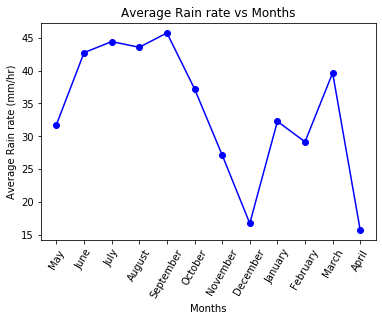 Average Rain rate vs Months
Average Rain rate (mm/hr)
45
40
35
30
25
20
15
May
June
July
August
September
October
November
December
January
February
March
April
Months